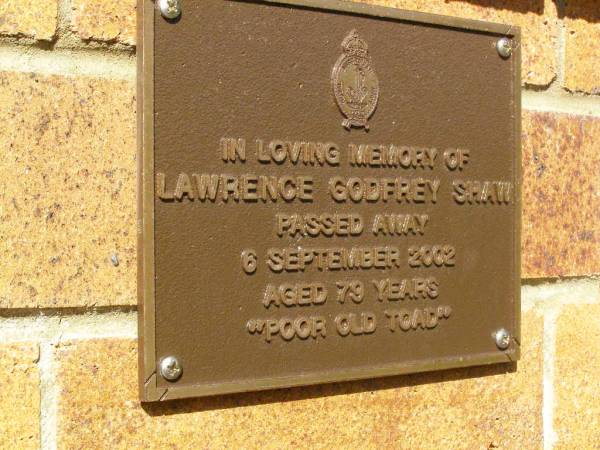 IN LOVING MEMORY OF
LAWRENCE GODFREY SHAW
PASSED AWAY
6 SEPTEMBER 2002
AGED 79 YEARS
"POOR OLD TOAD"